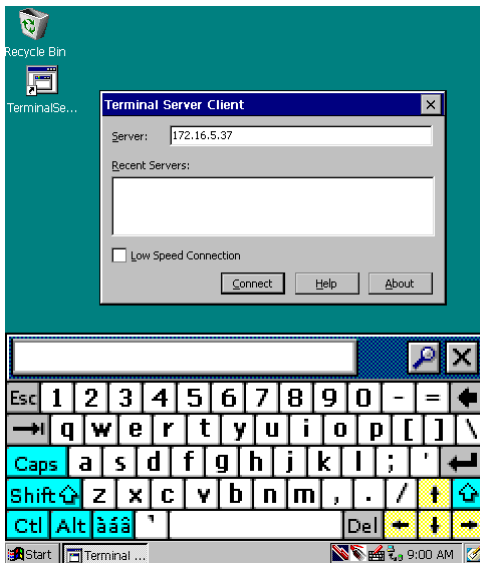 Recycle Bin
TerminalSe...
Terminal Server Client
Server: 172.16.5.37
Recent Servers:
Low Speed Connection
Connect Help About
Esc 1 2 3 4 5 6 7 8 9 0 - =
q w e r t y u i o p [ ] \
Caps a s d f g h j k l ; '
Shift z x c v b n m , . /
Ctl Alt àáâ ' Del
Start Terminal ... 9:00 AM